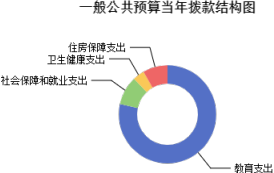 一般公共预算当年拨款结构图
住房保障支出
卫生健康支出
社会保障和就业支出
教育支出